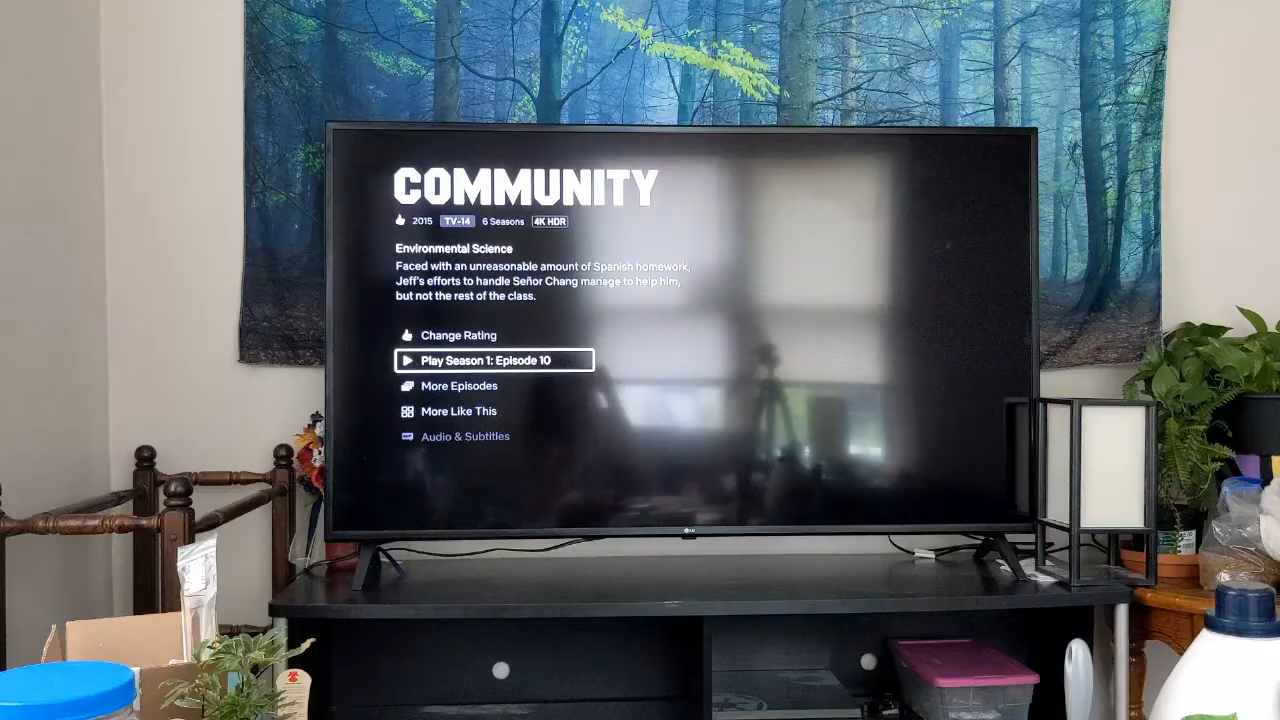 COMMUNITY
2015 TV-14 6 Seasons 4K HDR
Environmental Science
Faced with an unreasonable amount of Spanish homework,
Jeff's efforts to handle Señor Chang manage to help him,
but not the rest of the class.
Change Rating
Play Season 1: Episode 10
More Episodes
More Like This
Audio & Subtitles
LG